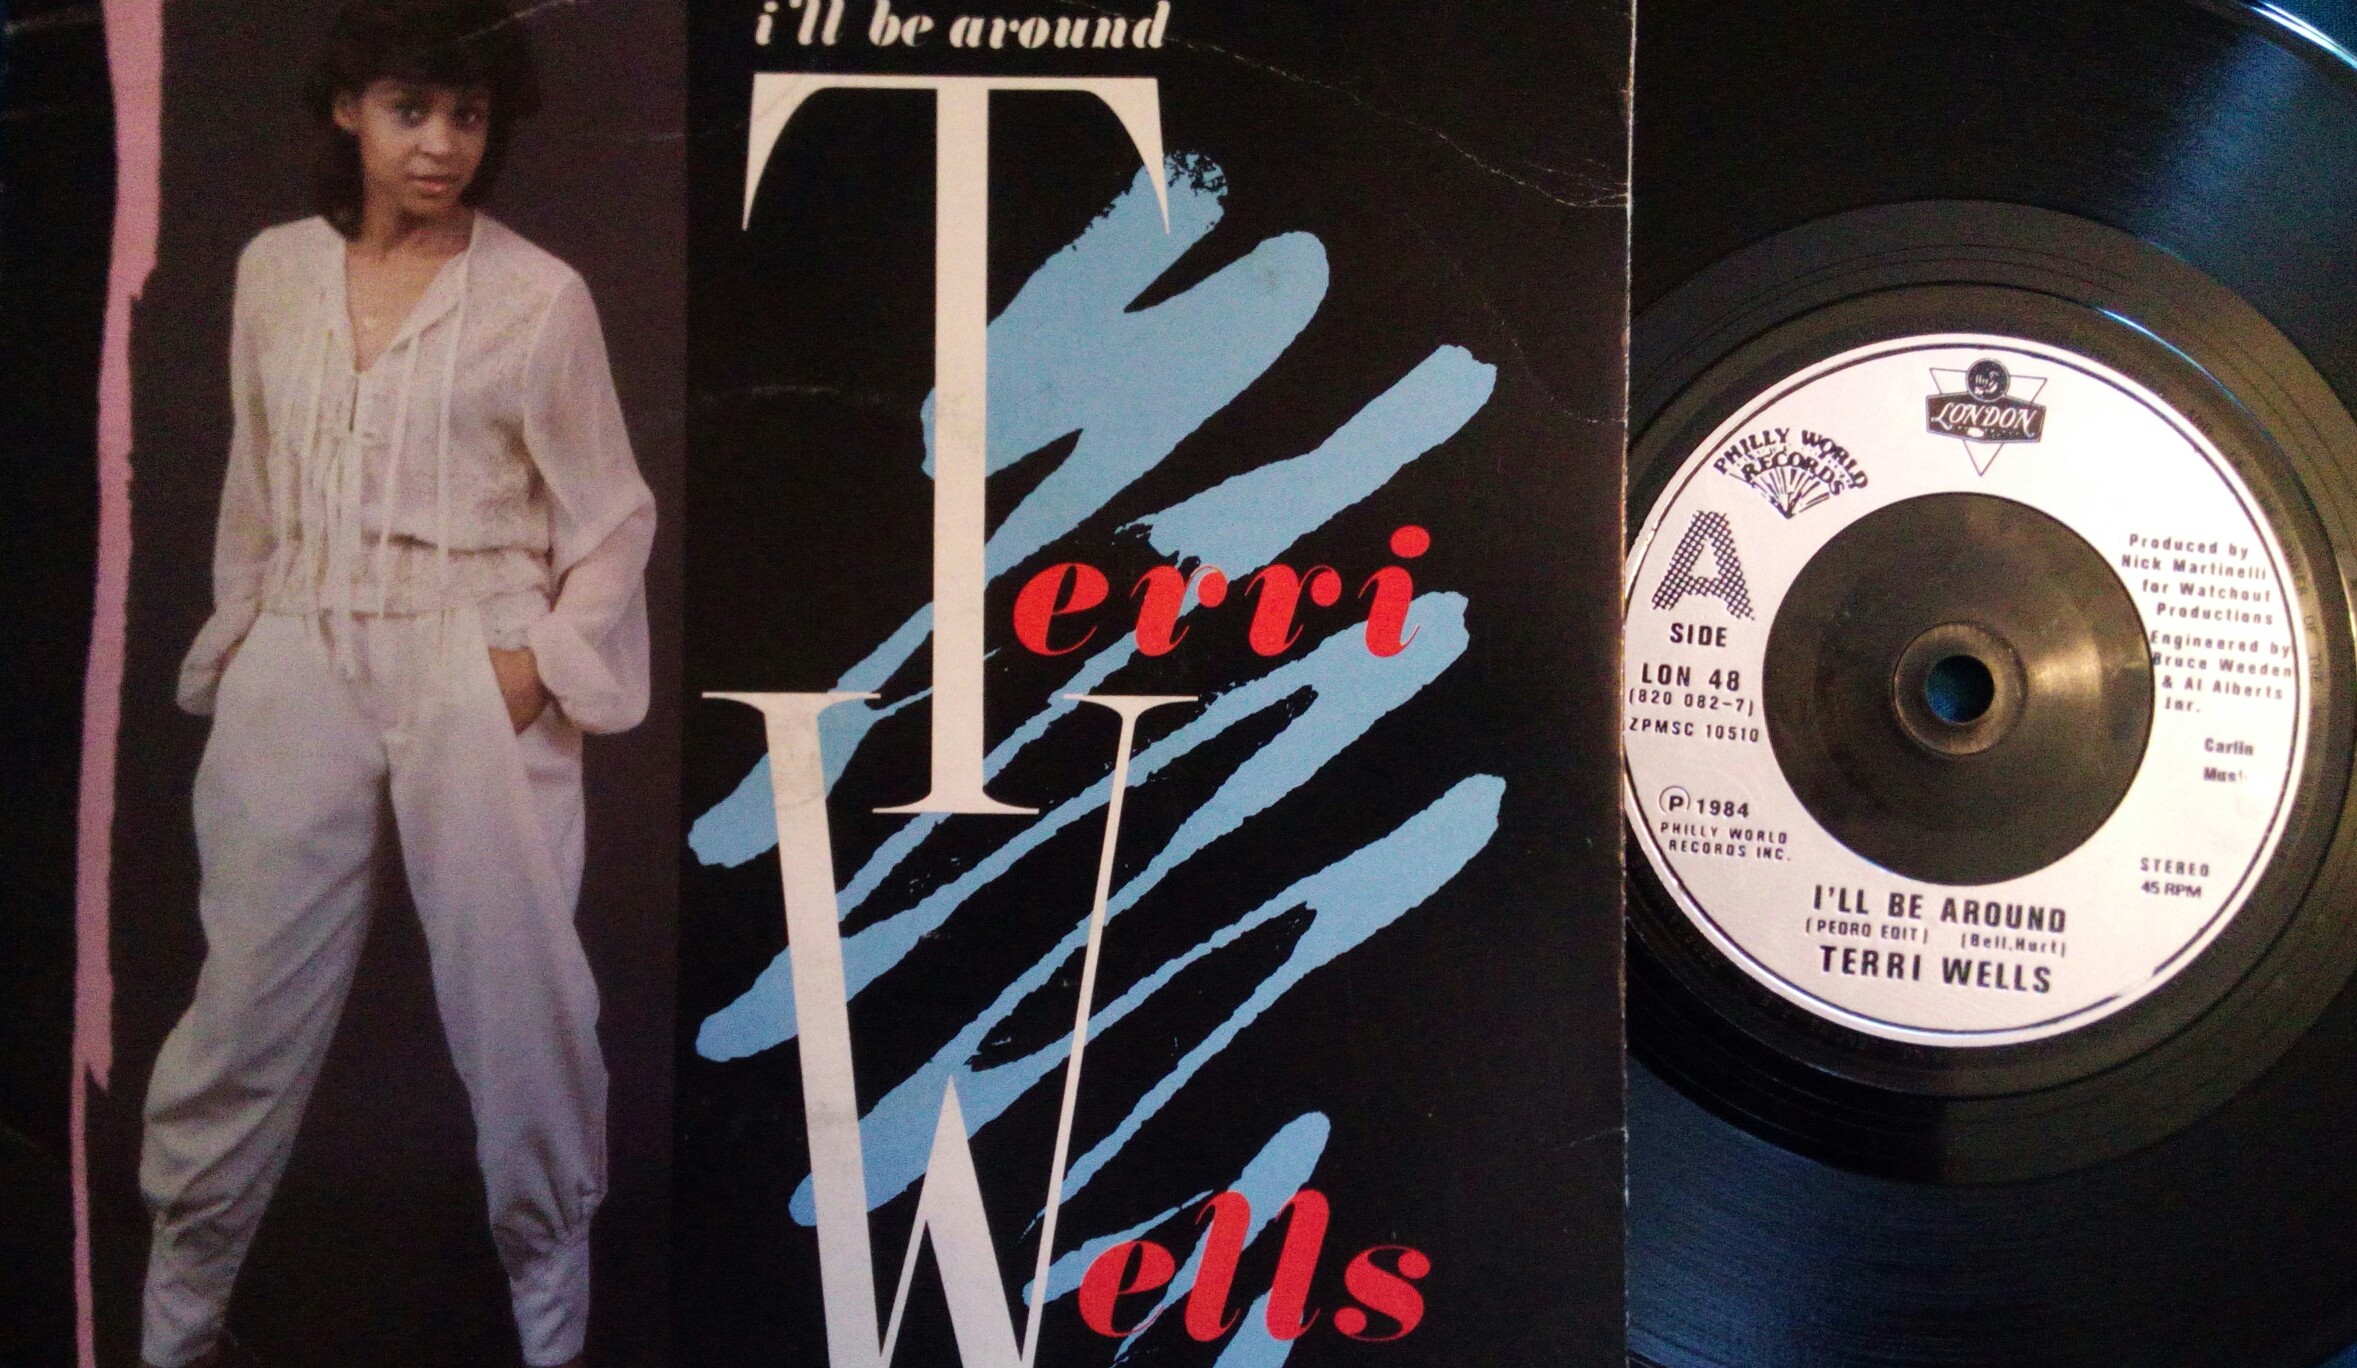 i'll be around
Terri
Wells
LONDON
PHILLY WORLD
RECORDS
A
SIDE
LON 48
(820 082-7)
ZPMSC 10510
Ⓟ 1984
PHILLY WORLD
RECORDS INC.
Produced by
Nick Martinelli
for Watchout
Productions
Engineered by
Bruce Weeden
& Al Alberts
Jnr.
Carlin
STEREO
45 RPM
I'LL BE AROUND
(PEDRO EDIT) (Bell.Hurt)
TERRI WELLS